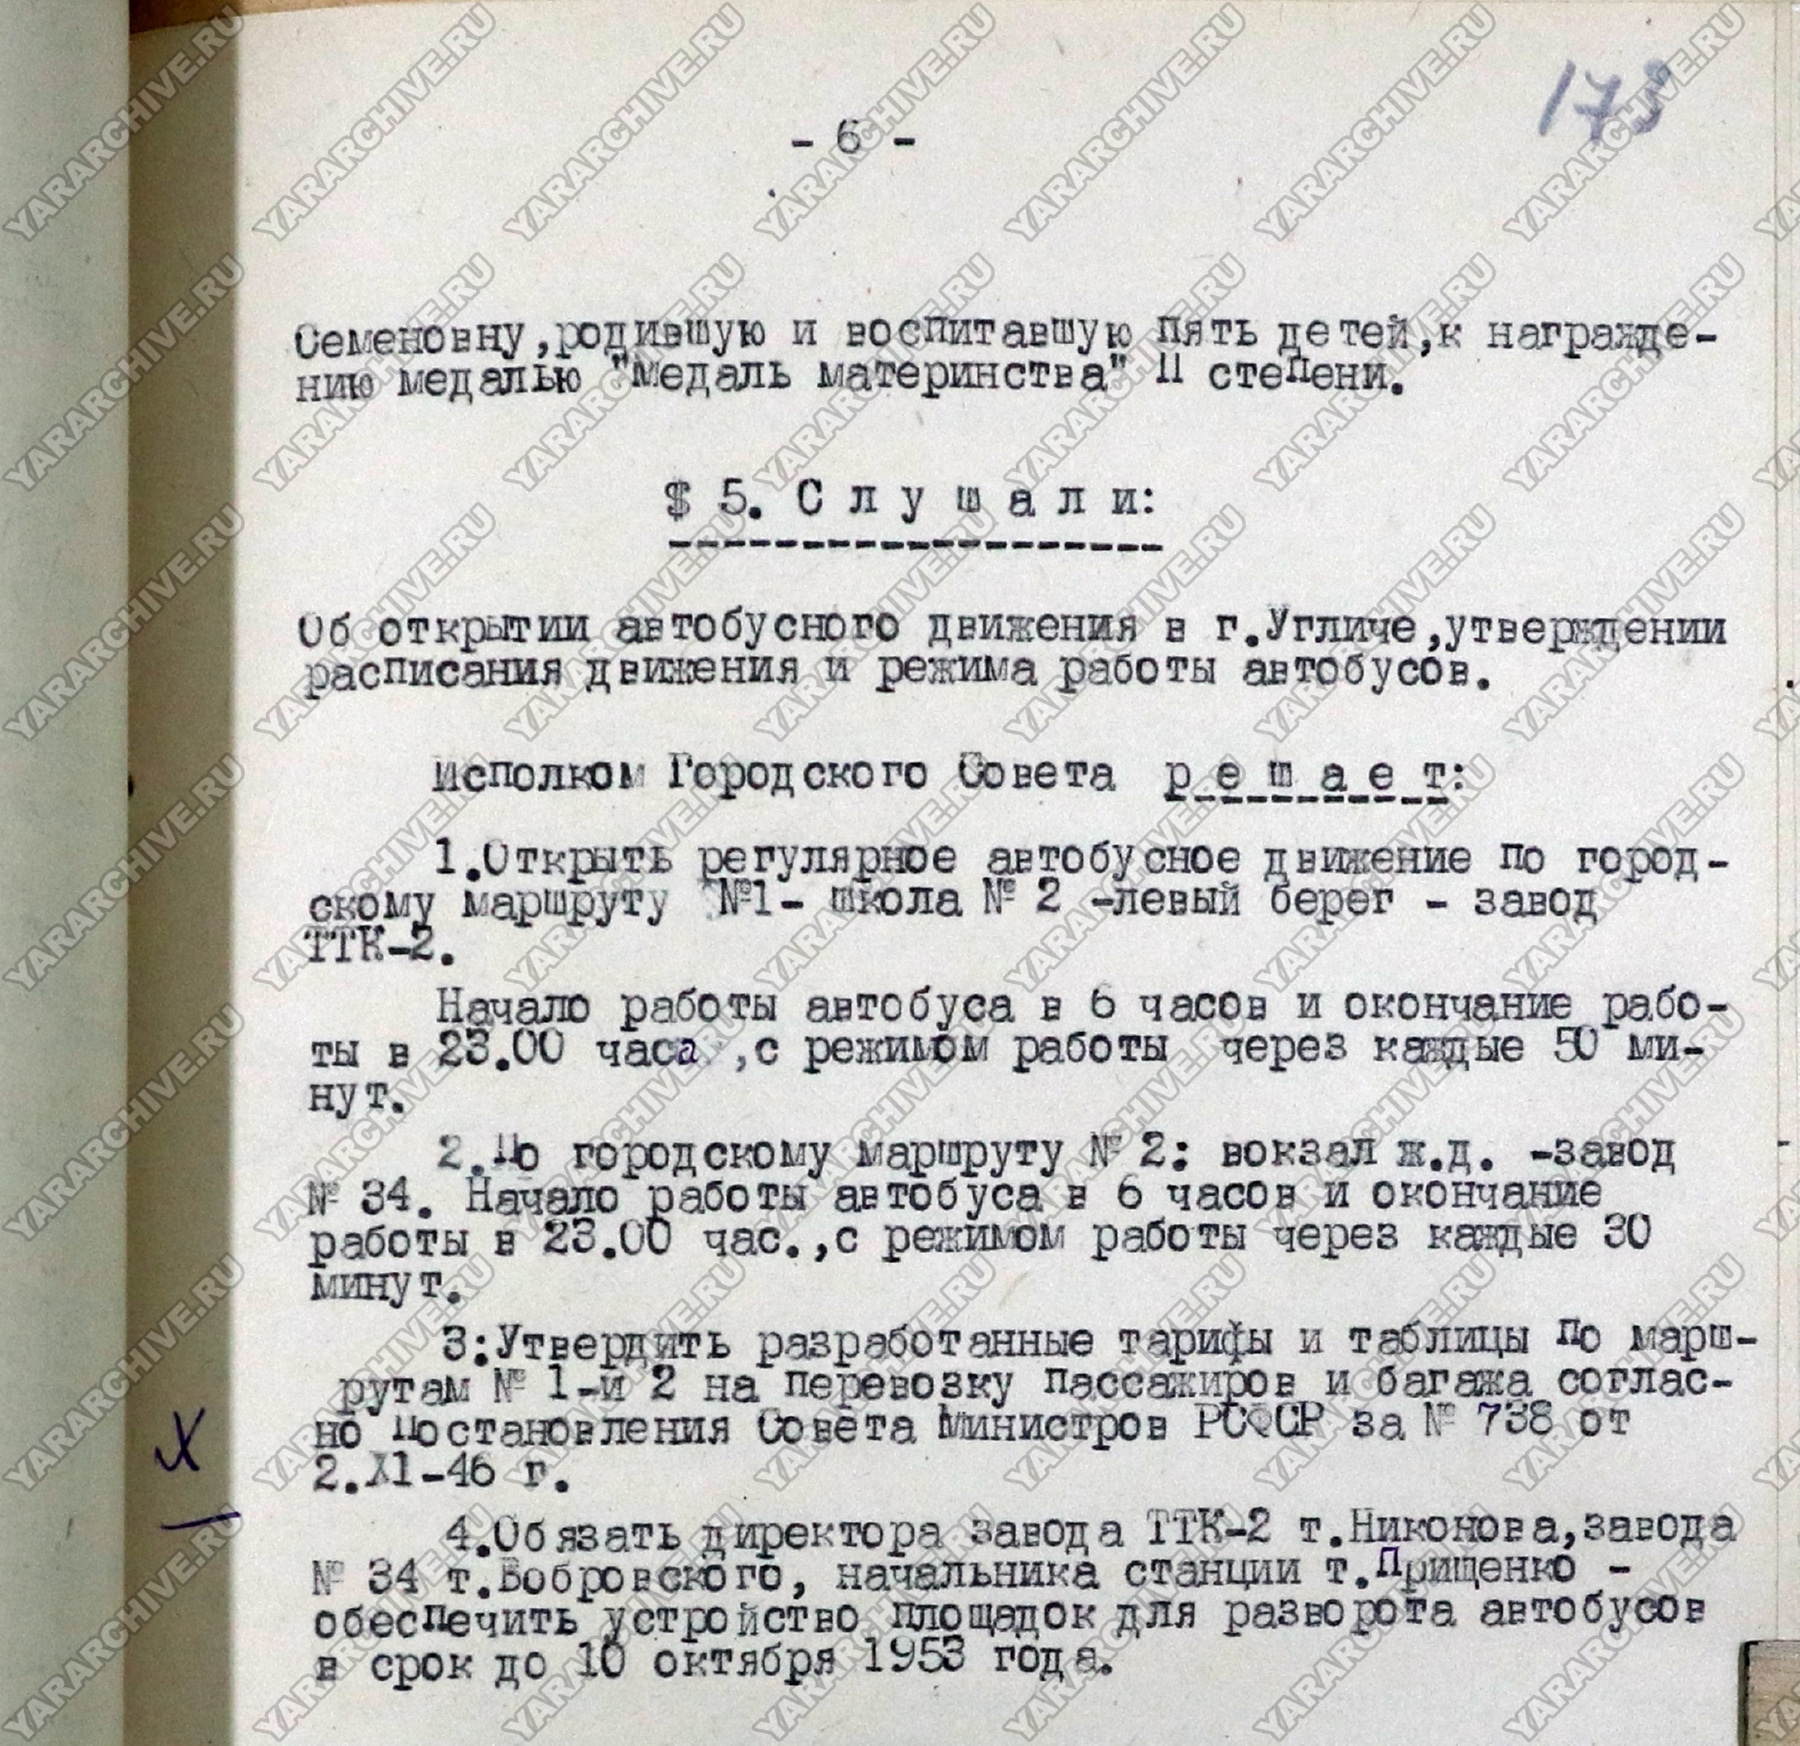 173
- 6 -
Семеновну,родившую и воспитавшую пять детей,к награжде-
нию медалью "Медаль материнства" II степени.
$ 5. С л у ш а л и:
Об открытии автобусного движения в г.Угличе,утверждении
расписания движения и режима работы автобусов.
Исполком Городского Совета р е ш а е т:
1.Открыть регулярное автобусное движение по город-
скому маршруту №1- школа № 2 -левый берег - завод
ТТК-2.
Начало работы автобуса в 6 часов и окончание рабо-
ты в 23.00 часа ,с режимом работы через каждые 50 ми-
нут.
2.По городскому маршруту № 2: вокзал ж.д. -завод
№ 34. Начало работы автобуса в 6 часов и окончание
работы в 23.00 час.,с режимом работы через каждые 30
минут.
3:Утвердить разработанные тарифы и таблицы по марш-
рутам № 1-и 2 на перевозку пассажиров и багажа соглас-
но Постановления Совета Министров РСФСР за № 738 от
2.XI-46 г.
4.Обязать директора завода ТТК-2 т.Никонова,завода
№ 34 т.Бобровского, начальника станции т.Прищенко -
обеспечить устройство площадок для разворота автобусов
в срок до 10 октября 1953 года.
YARARCHIVE.RU